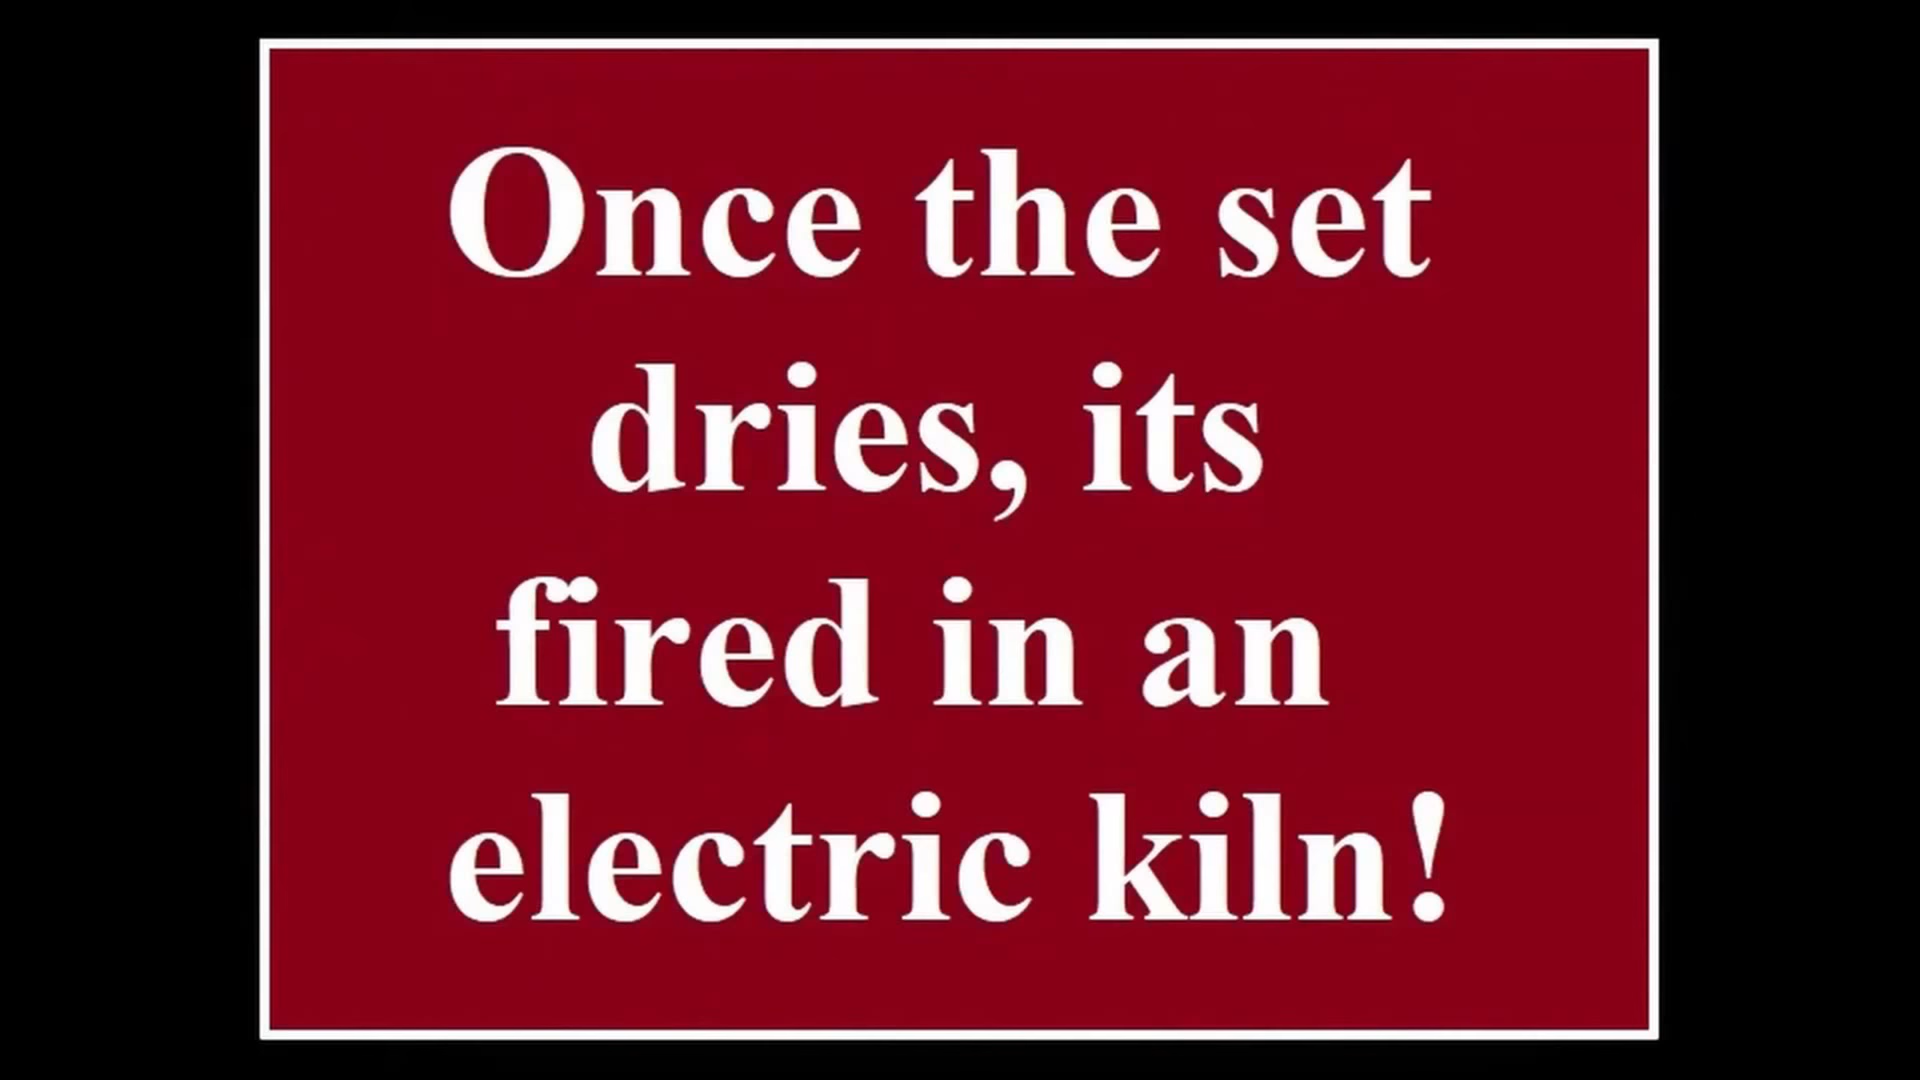 Once the set
dries, its
fired in an
electric kiln!